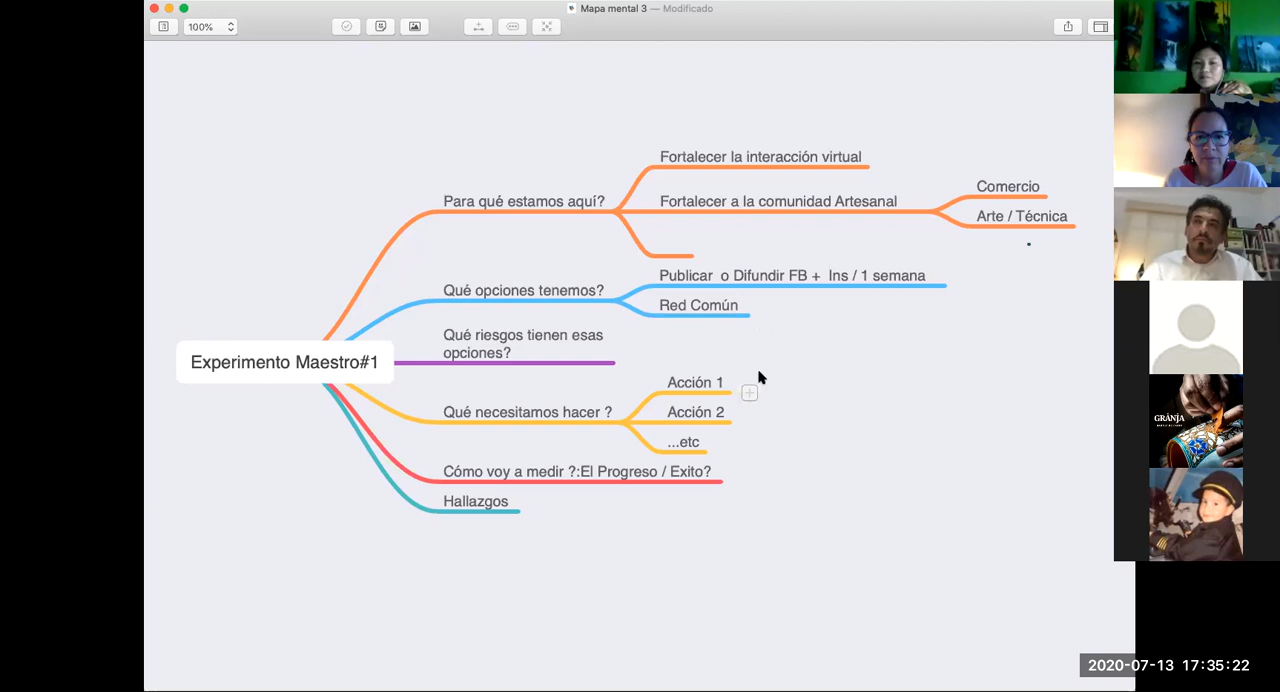 Mapa mental 3 — Modificado
100%
Fortalecer la interacción virtual
Comercio
Para qué estamos aquí?
Fortalecer a la comunidad Artesanal
Arte / Técnica
Publicar o Difundir FB + Ins / 1 semana
Qué opciones tenemos?
Red Común
Qué riesgos tienen esas
opciones?
Experimento Maestro#1
Acción 1
Qué necesitamos hacer ?
Acción 2
...etc
Cómo voy a medir ?:El Progreso / Exito?
Hallazgos
GRANJA
2020-07-13 17:35:22